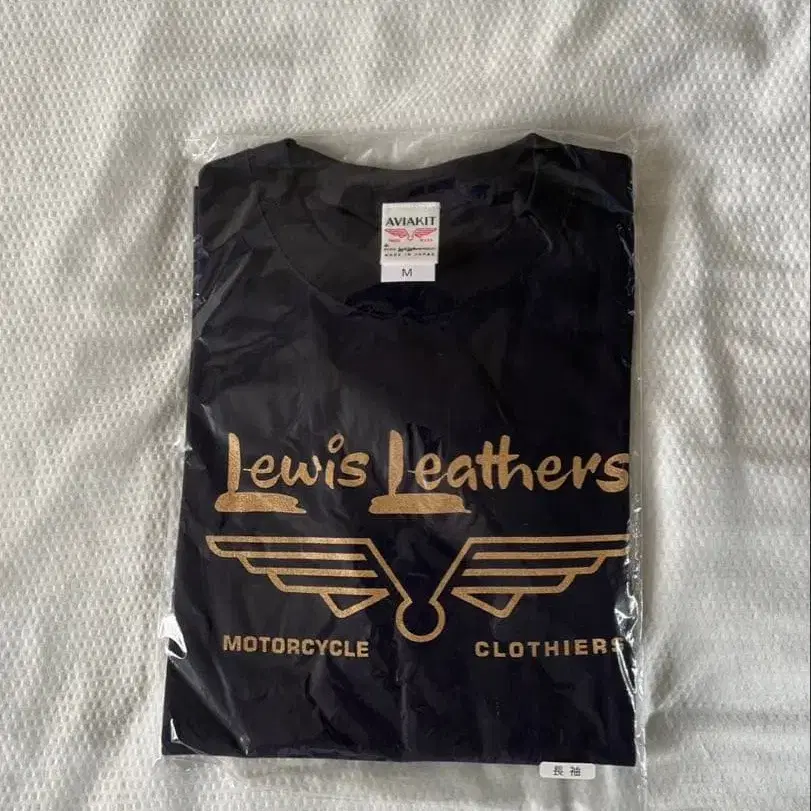 AVIAKIT
MADE IN JAPAN
M
Lewis Leathers
MOTORCYCLE CLOTHIERS
長袖